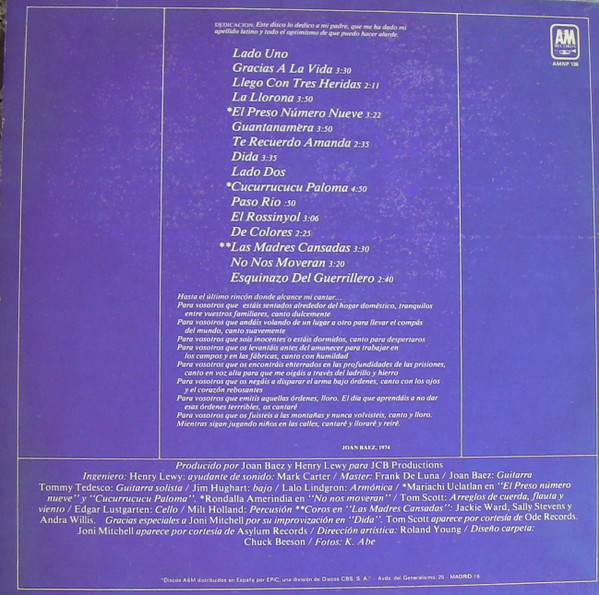 DEDICACION: Este disco lo dedico a mi padre, que me ha dado mi
apellido latino y todo el optimismo de que puedo hacer alarde.
AM
RECORDS
AMNP 136
Lado Uno
Gracias A La Vida 3:30
Llego Con Tres Heridas 2:11
La Llorona 3:50
*El Preso Número Nueve 3:22
Guantanamèra 3:50
Te Recuerdo Amanda 2:35
Dida 3:35
Lado Dos
*Cucurrucucu Paloma 4:50
Paso Rio :50
El Rossinyol 3:06
De Colores 2:25
**Las Madres Cansadas 3:30
No Nos Moveran 3:20
Esquinazo Del Guerrillero 2:40
Hasta el último rincón donde alcance mi cantar...
Para vosotros que estáis sentados alrededor del hogar doméstico, tranquilos
entre vuestros familiares, canto dulcemente
Para vosotros que andáis volando de un lugar a otro para llevar el compás
del mundo, canto suavemente
Para vosotros que sois inocentes o estáis dormidos, canto para despertaros
Para vosotros que os levantáis antes del amanecer para trabajar en
los campos y en las fábricas, canto con humildad
Para vosotros que os encontráis enterrados en las profundidades de las prisiones,
canto en voz alta para que me oigáis a través del ladrillo y hierro
Para vosotros que os negáis a disparar el arma bajo órdenes, canto con los ojos
y el corazón rebosantes
Para vosotros que emitís aquellas órdenes, lloro. El día que aprendáis a no dar
esas órdenes terrribles, os cantaré
Para vosotros que os fuisteis a las montañas y nunca volvisteis, canto y lloro.
Mientras sigan jugando niños en las calles, cantaré y lloraré y reiré.
JOAN BAEZ, 1974
Producido por Joan Baez y Henry Lewy para JCB Productions
Ingeniero: Henry Lewy: ayudante de sonido: Mark Carter / Master: Frank De Luna / Joan Baez: Guitarra
Tommy Tedesco: Guitarra solista / Jim Hughart: bajo / Lalo Lindgron: Armónica / *Mariachi Uclatlan en "El Preso número
nueve" y "Cucurrucucu Paloma". *Rondalla Amerindia en "No nos moveran" / Tom Scott: Arreglos de cuerda, flauta y
viento / Edgar Lustgarten: Cello / Milt Holland: Percusión **Coros en "Las Madres Cansadas": Jackie Ward, Sally Stevens y
Andra Willis. Gracias especiales a Joni Mitchell por su improvización en "Dida". Tom Scott aparece por cortesía de Ode Records.
Joni Mitchell aparece por cortesía de Asylum Records / Dirección artística: Roland Young / Diseño carpeta:
Chuck Beeson / Fotos: K. Abe
"Discos A&M distribuidos en España por EPIC, una división de Discos CBS, S. A." - Avda. del Generalísimo, 25 - MADRID-16